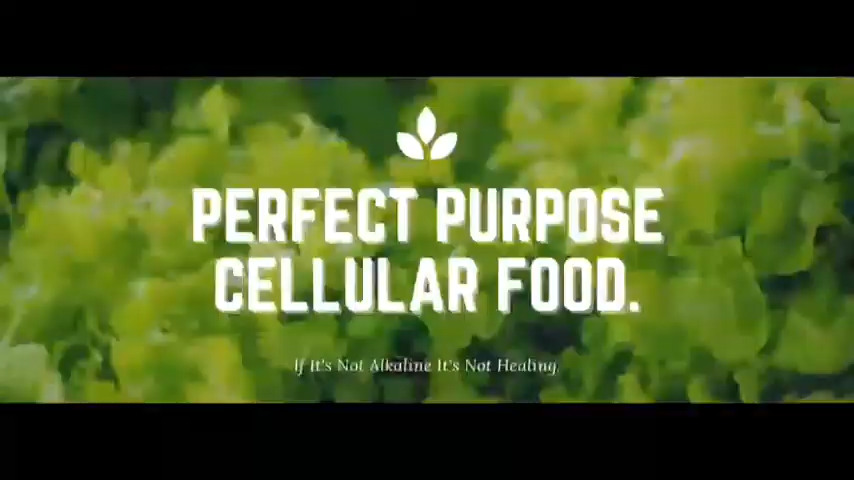 PERFECT PURPOSE
CELLULAR FOOD.
If It's Not Alkaline It's Not Healing.